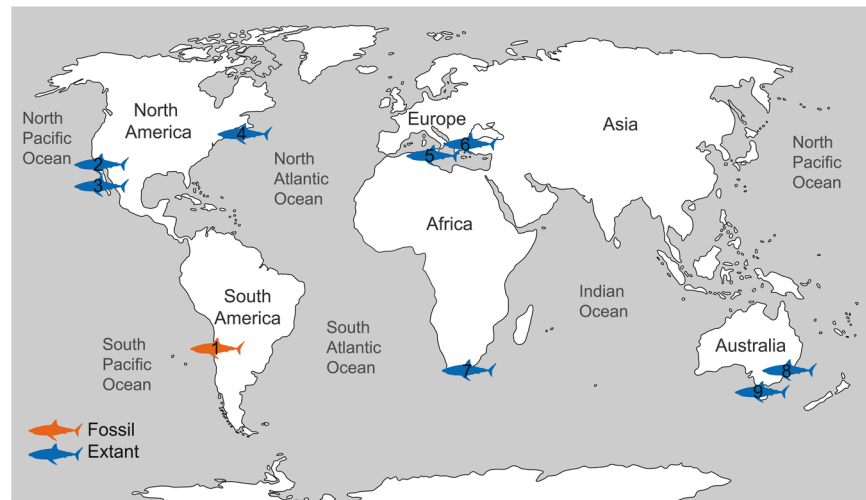 North
America
Europe
Asia
North
Pacific
Ocean
North
Pacific
Ocean
4
6
5
2
3
North
Atlantic
Ocean
Africa
South
America
Indian
Ocean
South
Pacific
Ocean
1
South
Atlantic
Ocean
Australia
7
8
9
Fossil
Extant